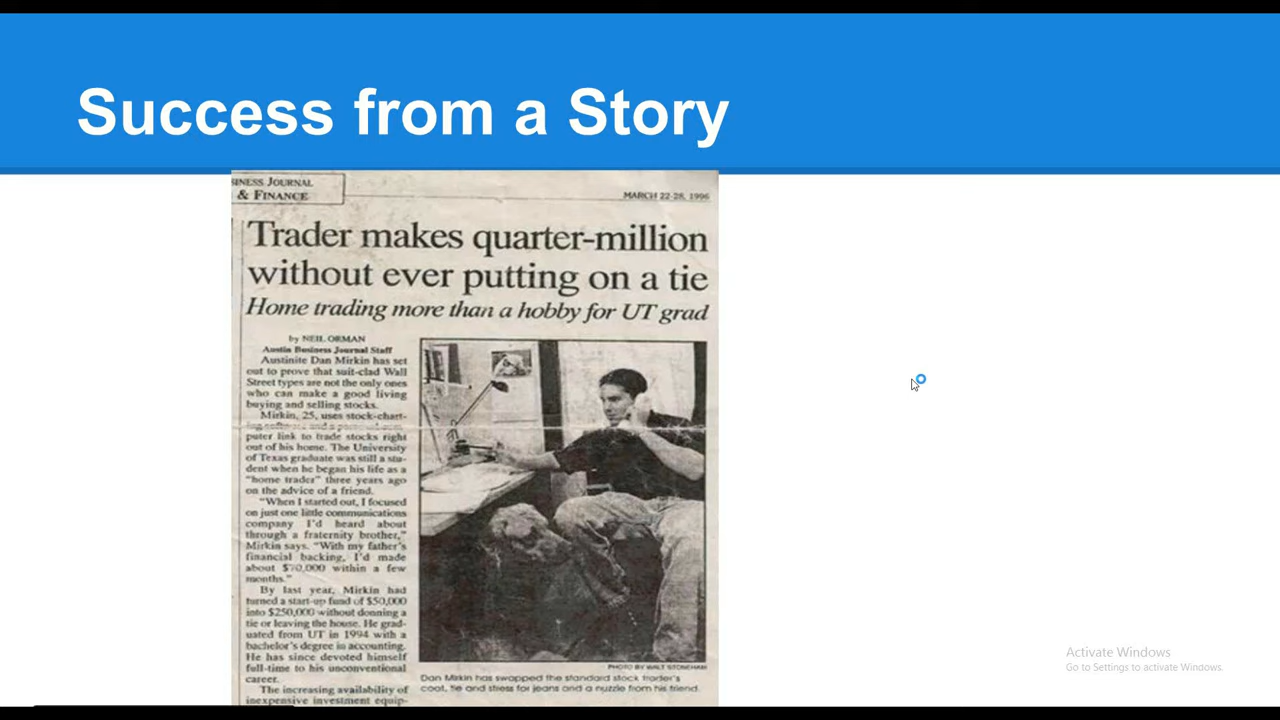 Success from a Story
SINESS JOURNAL
& FINANCE
MARCH 22-28, 1996
Trader makes quarter-million
without ever putting on a tie
Home trading more than a hobby for UT grad
by NEIL ORMAN
Austin Business Journal Staff
Austinite Dan Mirkin has set
out to prove that suit-clad Wall
Street types are not the only ones
who can make a good living
buying and selling stocks.
Mirkin, 25, uses stock-chart-
ing software and a personal com-
puter link to trade stocks right
out of his home. The University
of Texas graduate was still a stu-
dent when he began his life as a
"home trader" three years ago
on the advice of a friend.
"When I started out, I focused
on just one little communications
company I'd heard about
through a fraternity brother,"
Mirkin says. "With my father's
financial backing, I'd made
about $70,000 within a few
months."
By last year, Mirkin had
turned a start-up fund of $50,000
into $250,000 without donning a
tie or leaving the house. He grad-
uated from UT in 1994 with a
bachelor's degree in accounting.
He has since devoted himself
full-time to his unconventional
career.
The increasing availability of
inexpensive investment equip-
PHOTO BY WALT STONEHAM
Dan Mirkin has swapped the standard stock trader's
coat, tie and stress for jeans and a nuzzle from his friend.
Activate Windows
Go to Settings to activate Windows.